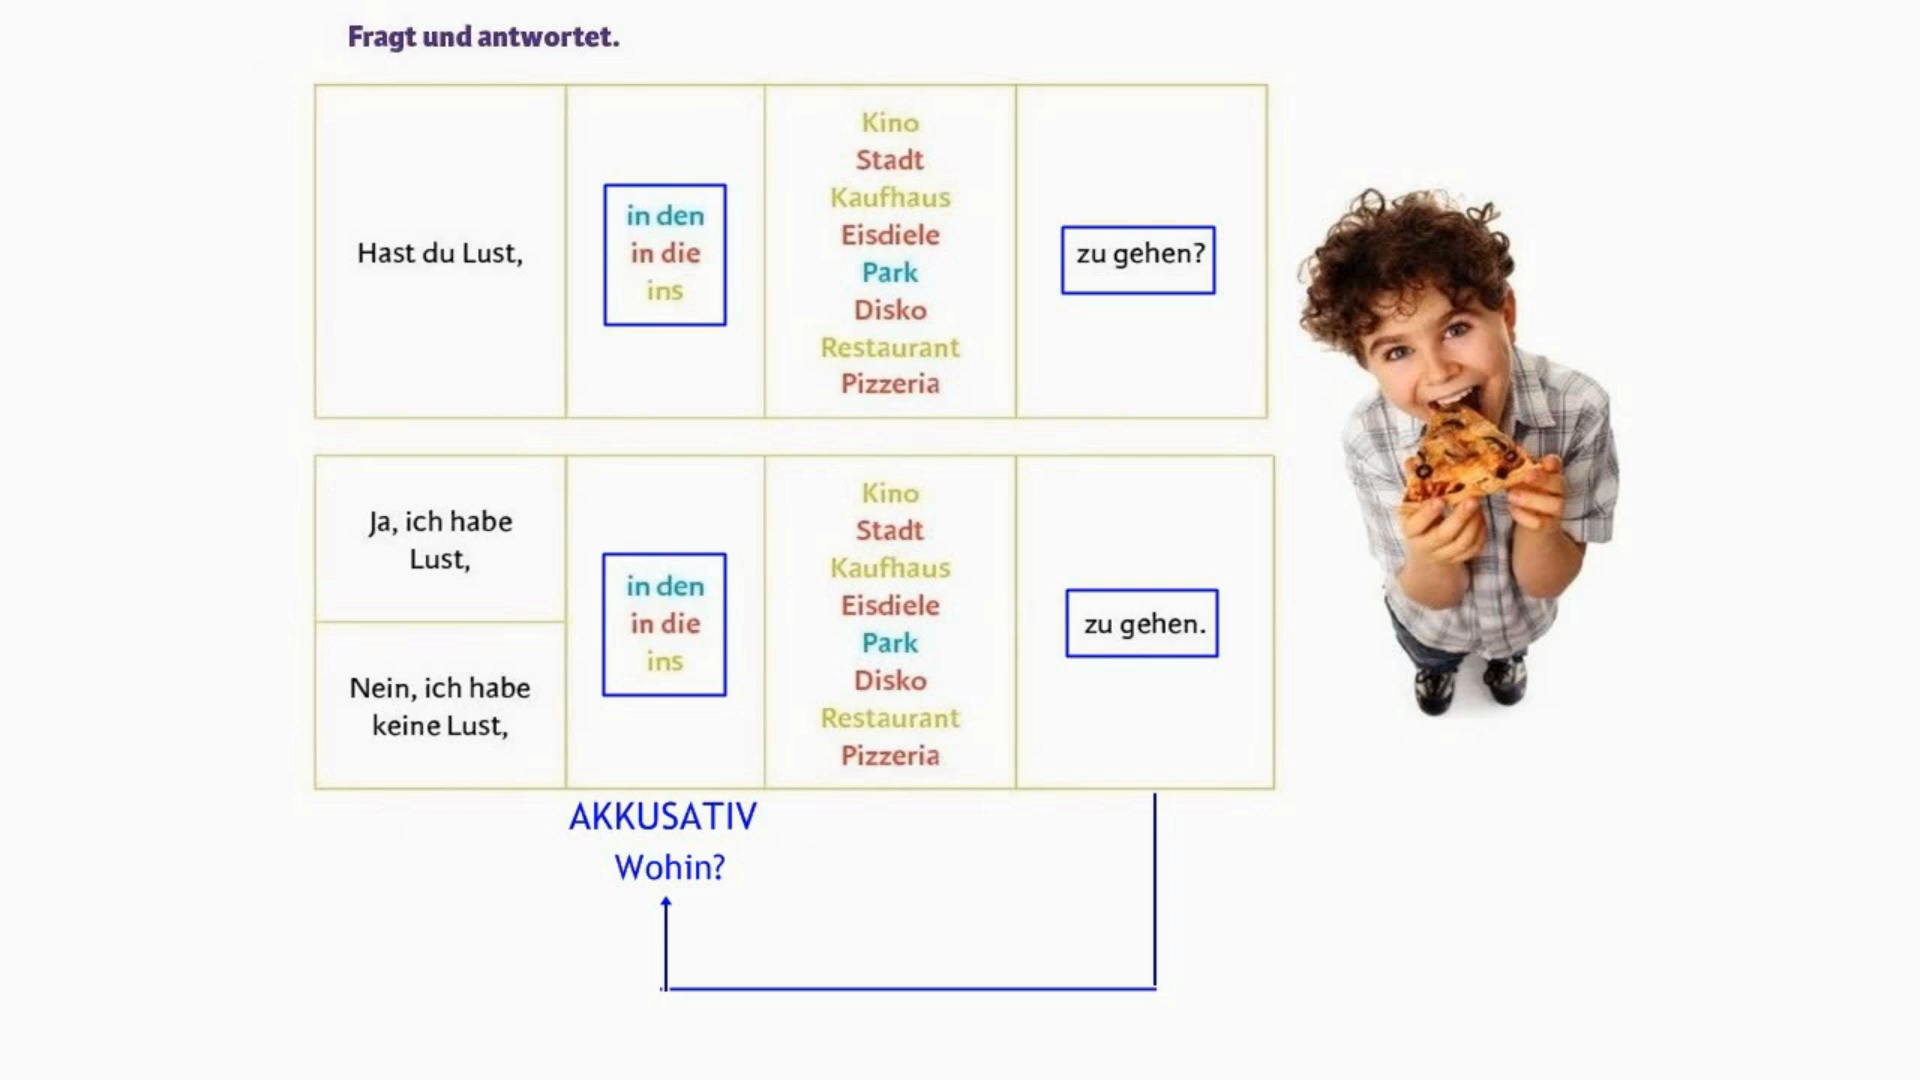 Fragt und antwortet.
Hast du Lust,
in den
in die
ins
Kino
Stadt
Kaufhaus
Eisdiele
Park
Disko
Restaurant
Pizzeria
zu gehen?
Ja, ich habe
Lust,
Nein, ich habe
keine Lust,
in den
in die
ins
Kino
Stadt
Kaufhaus
Eisdiele
Park
Disko
Restaurant
Pizzeria
zu gehen.
AKKUSATIV
Wohin?